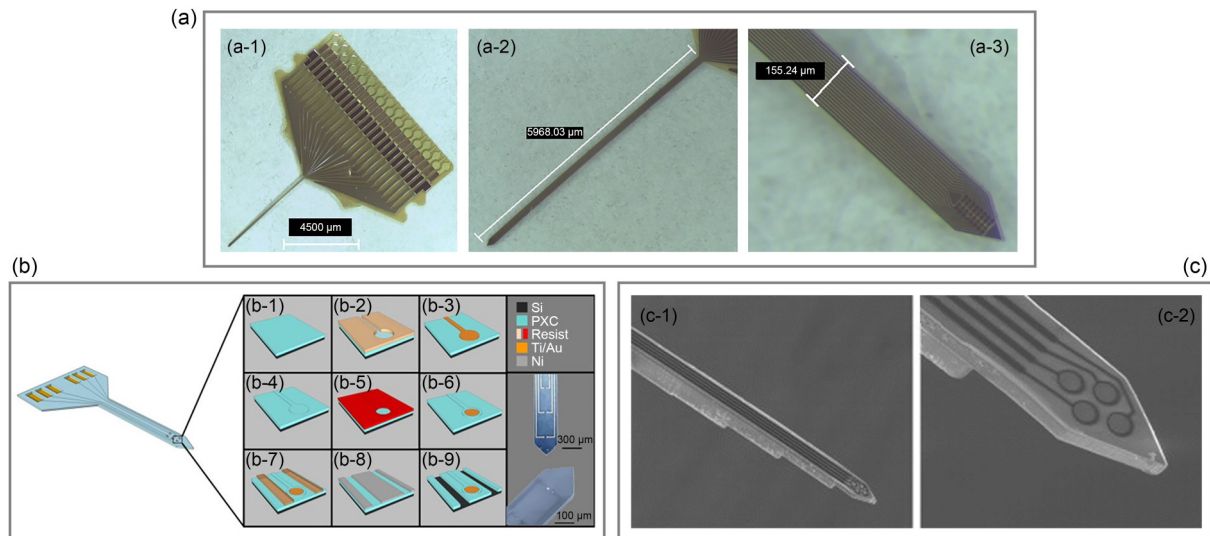 (a)
(a-1)
4500 µm
(a-2)
5968.03 µm
(a-3)
155.24 µm
(b)
(b-1)
(b-2)
(b-3)
Si
PXC
Resist
Ti/Au
Ni
(b-4)
(b-5)
(b-6)
300 µm
(b-7)
(b-8)
(b-9)
100 µm
(c)
(c-1)
(c-2)